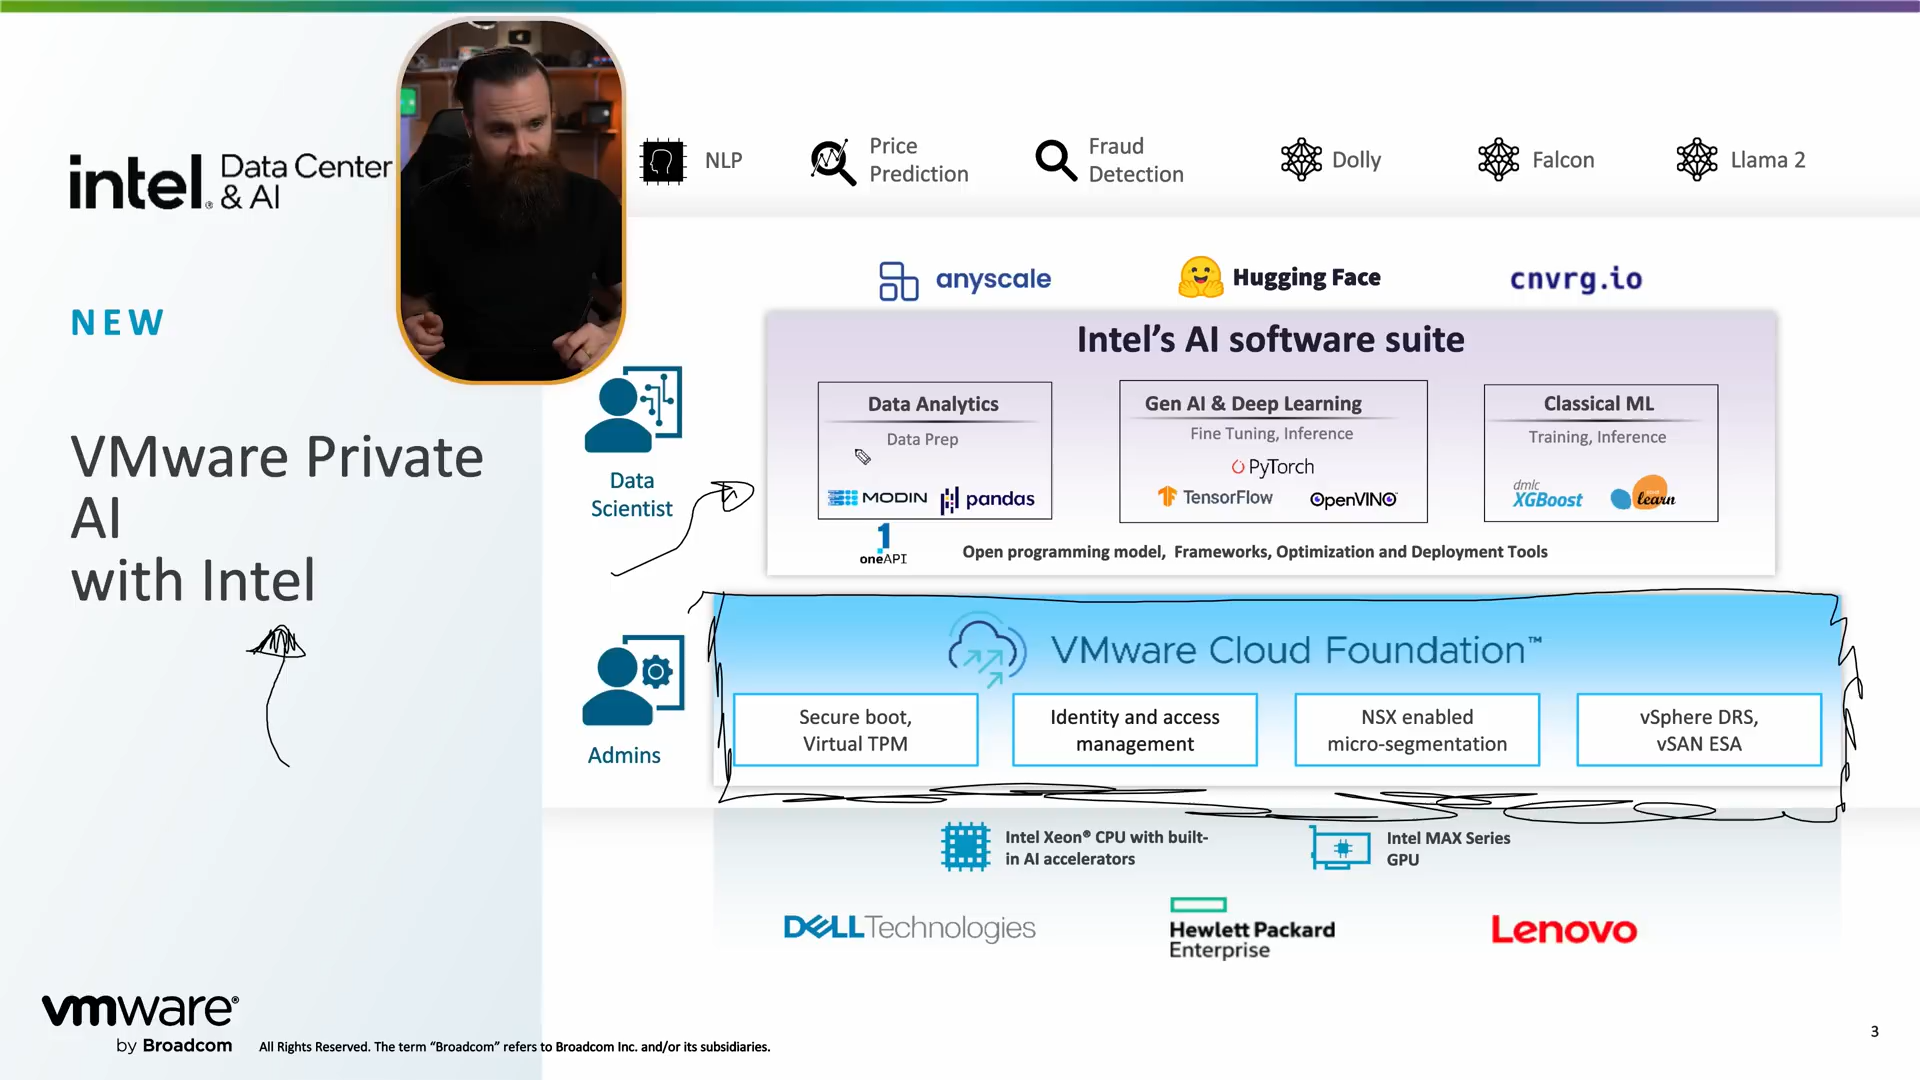 intel. Data Center
& AI
NEW
VMware Private
AI
with Intel
NLP
Price
Prediction
Fraud
Detection
Dolly
Falcon
Llama 2
anyscale
Hugging Face
cnvrg.io
Intel’s AI software suite
Data Analytics
Data Prep
MODIN
pandas
Gen AI & Deep Learning
Fine Tuning, Inference
PyTorch
TensorFlow
OpenVINO
Classical ML
Training, Inference
dmlc
XGBoost
learn
1
oneAPI
Open programming model, Frameworks, Optimization and Deployment Tools
Data
Scientist
VMware Cloud Foundation™
Secure boot,
Virtual TPM
Identity and access
management
NSX enabled
micro-segmentation
vSphere DRS,
vSAN ESA
Admins
Intel Xeon® CPU with built-
in AI accelerators
Intel MAX Series
GPU
DELL Technologies
Hewlett Packard
Enterprise
Lenovo
vmware®
by Broadcom
All Rights Reserved. The term “Broadcom” refers to Broadcom Inc. and/or its subsidiaries.
3